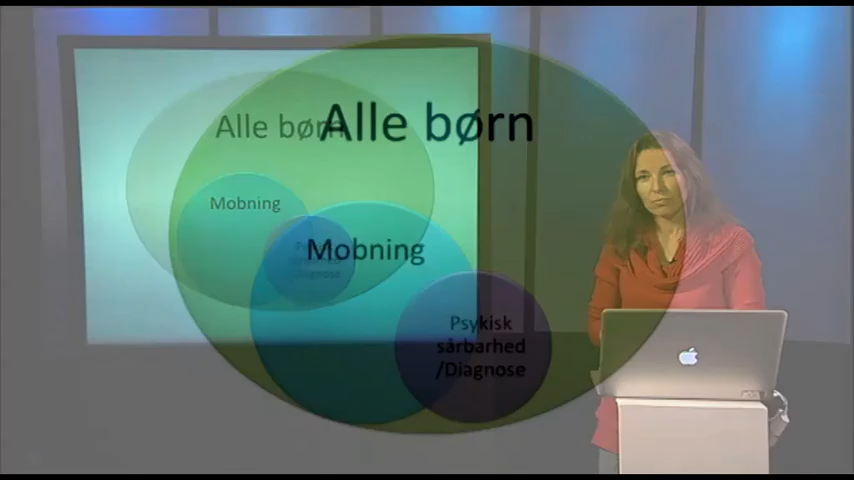 Alle børn
Alle børn
Mobning
Mobning
Psykisk
sårbarhed
/Diagnose